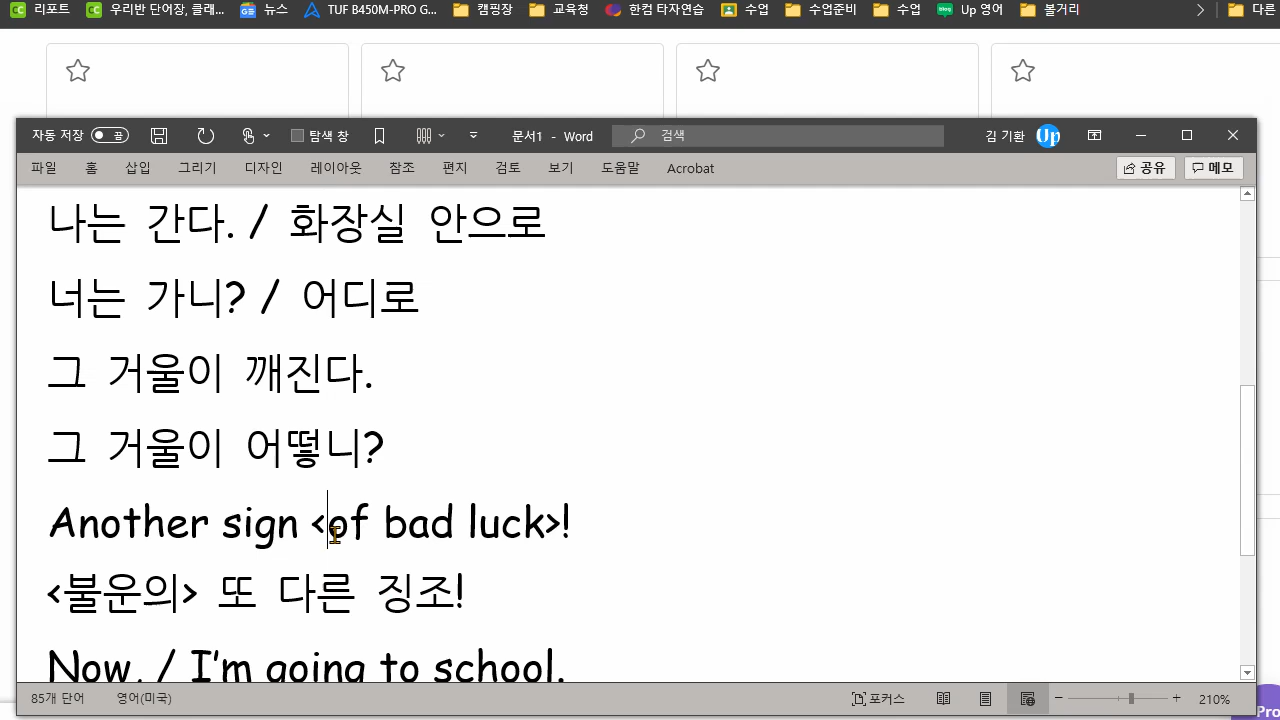 리포트 우리반 단어장, 클래... 뉴스 TUF B450M-PRO G... 캠핑장 교육청 한컴 타자연습 수업 수업준비 수업 Up 영어 볼거리 다른
자동 저장 끔 탐색 창 문서1 - Word 검색 김 기환 Up
파일 홈 삽입 그리기 디자인 레이아웃 참조 편지 검토 보기 도움말 Acrobat 공유 메모
나는 간다. / 화장실 안으로
너는 가니? / 어디로
그 거울이 깨진다.
그 거울이 어떻니?
Another sign <of bad luck>!
<불운의> 또 다른 징조!
Now, / I'm going to school.
85개 단어 영어(미국) 포커스 210%
Pro